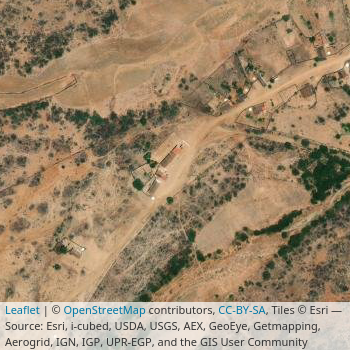 Leaflet | © OpenStreetMap contributors, CC-BY-SA, Tiles © Esri —
Source: Esri, i-cubed, USDA, USGS, AEX, GeoEye, Getmapping,
Aerogrid, IGN, IGP, UPR-EGP, and the GIS User Community